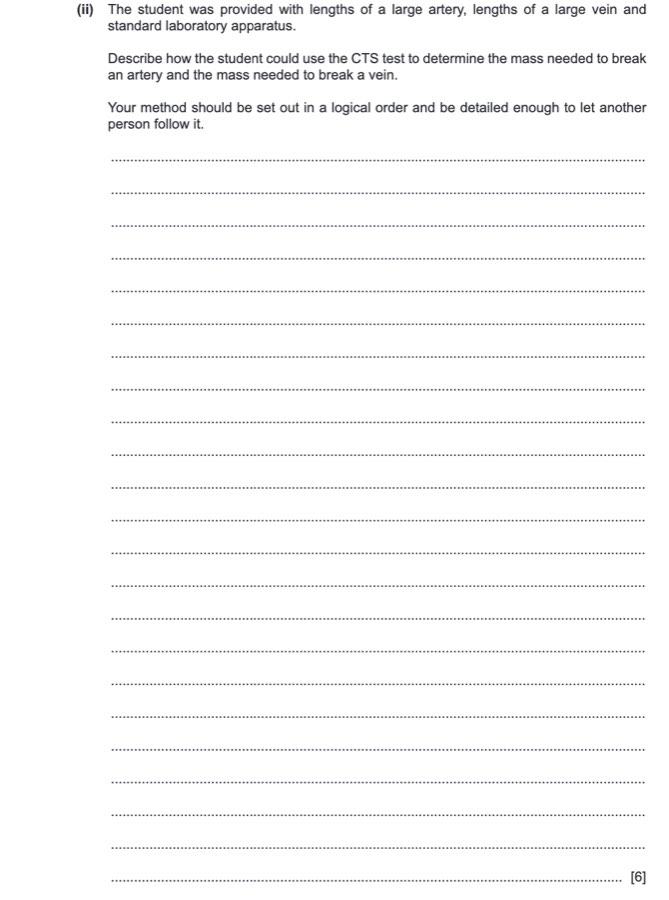 (ii) The student was provided with lengths of a large artery, lengths of a large vein and
standard laboratory apparatus.
Describe how the student could use the CTS test to determine the mass needed to break
an artery and the mass needed to break a vein.
Your method should be set out in a logical order and be detailed enough to let another
person follow it.
[6]